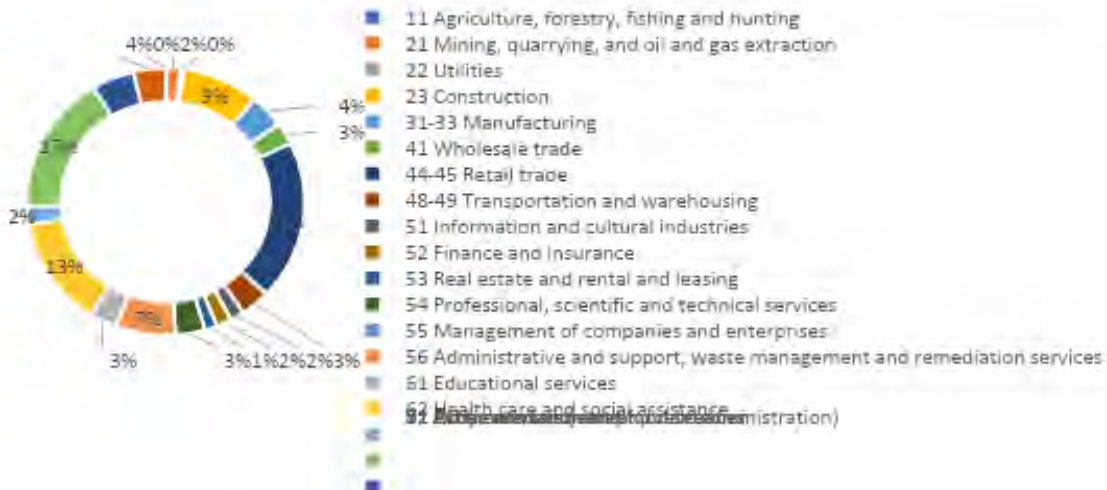 11 Agriculture, forestry, fishing and hunting
4%0%2%0%
21 Mining, quarrying, and oil and gas extraction
22 Utilities
9%
23 Construction
4%
31-33 Manufacturing
3%
41 Wholesale trade
44-45 Retail trade
48-49 Transportation and warehousing
2%
51 Information and cultural industries
52 Finance and Insurance
13%
53 Real estate and rental and leasing
54 Professional, scientific and technical services
7%
55 Management of companies and enterprises
3%
3%1%2%2%3%
56 Administrative and support, waste management and remediation services
61 Educational services
62 Health care and social assistance